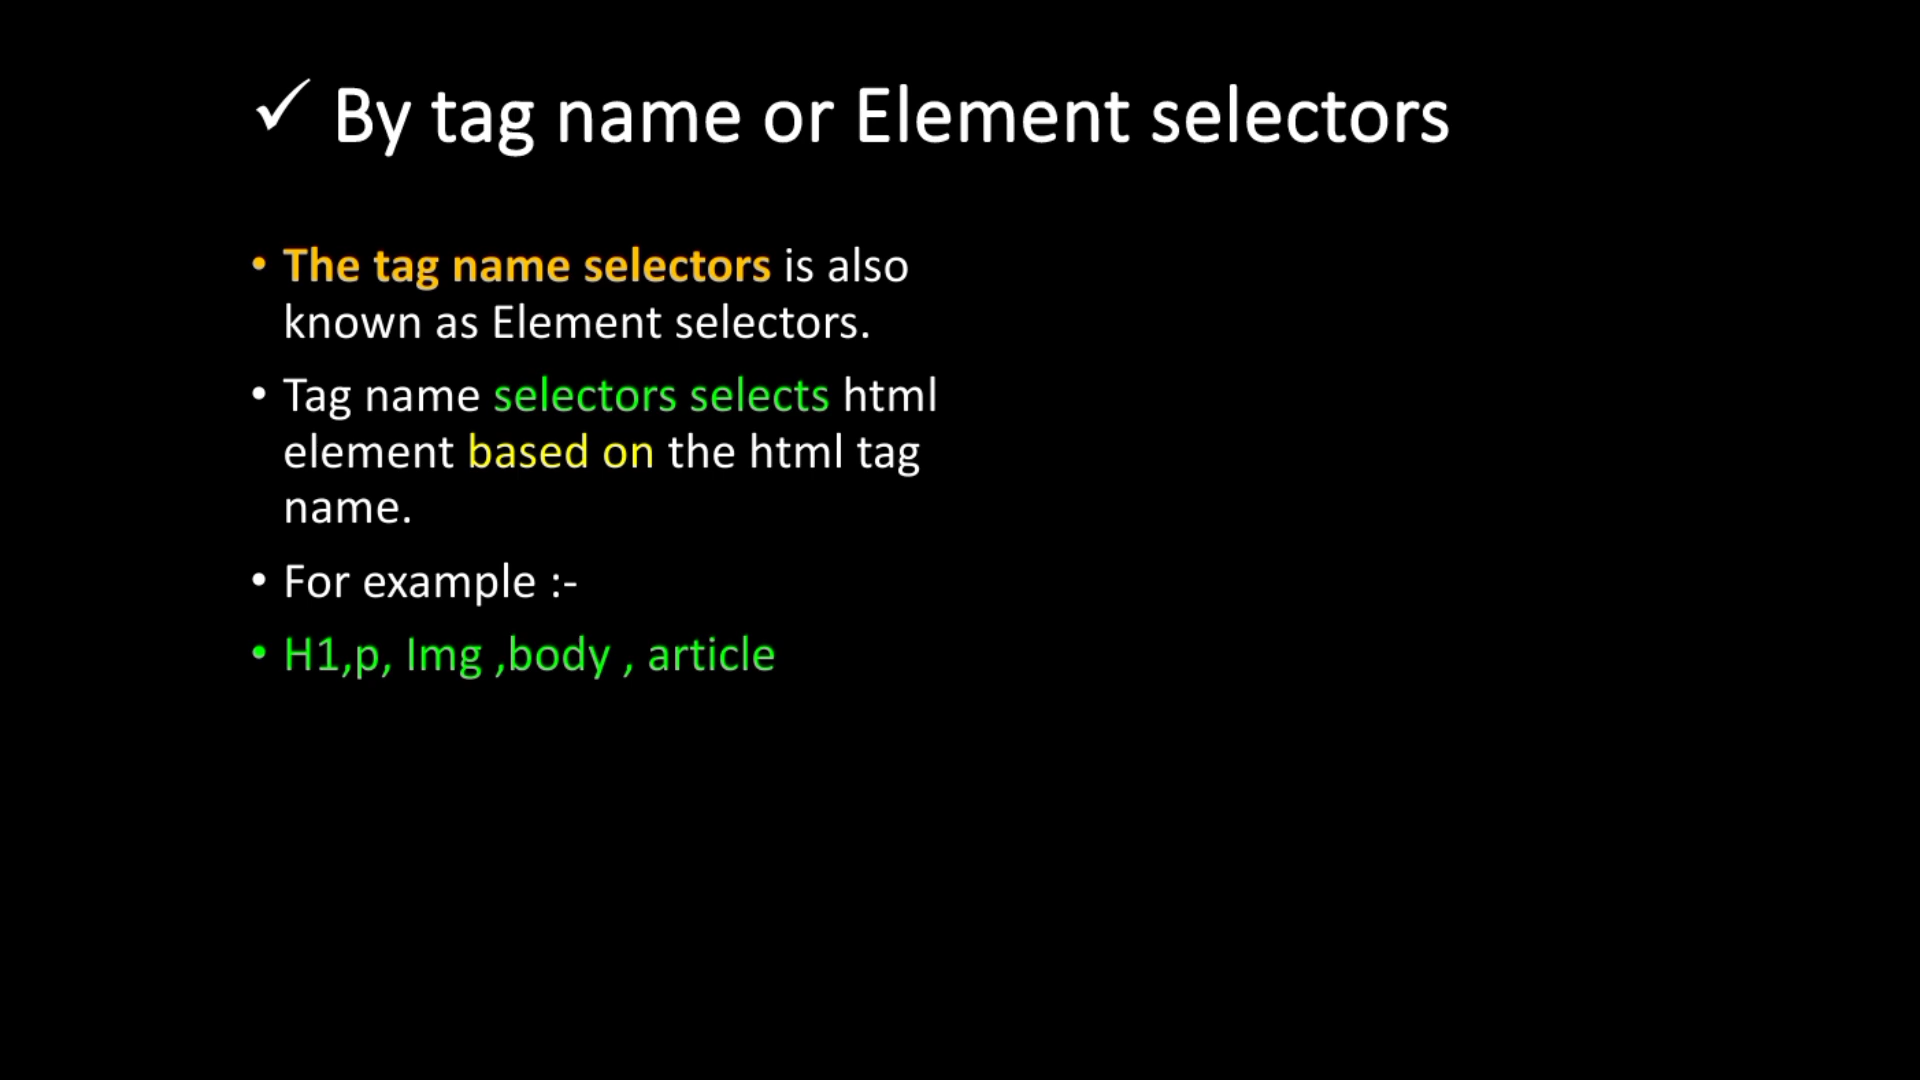 ✓ By tag name or Element selectors
• The tag name selectors is also
known as Element selectors.
• Tag name selectors selects html
element based on the html tag
name.
• For example :-
• H1,p, Img ,body , article